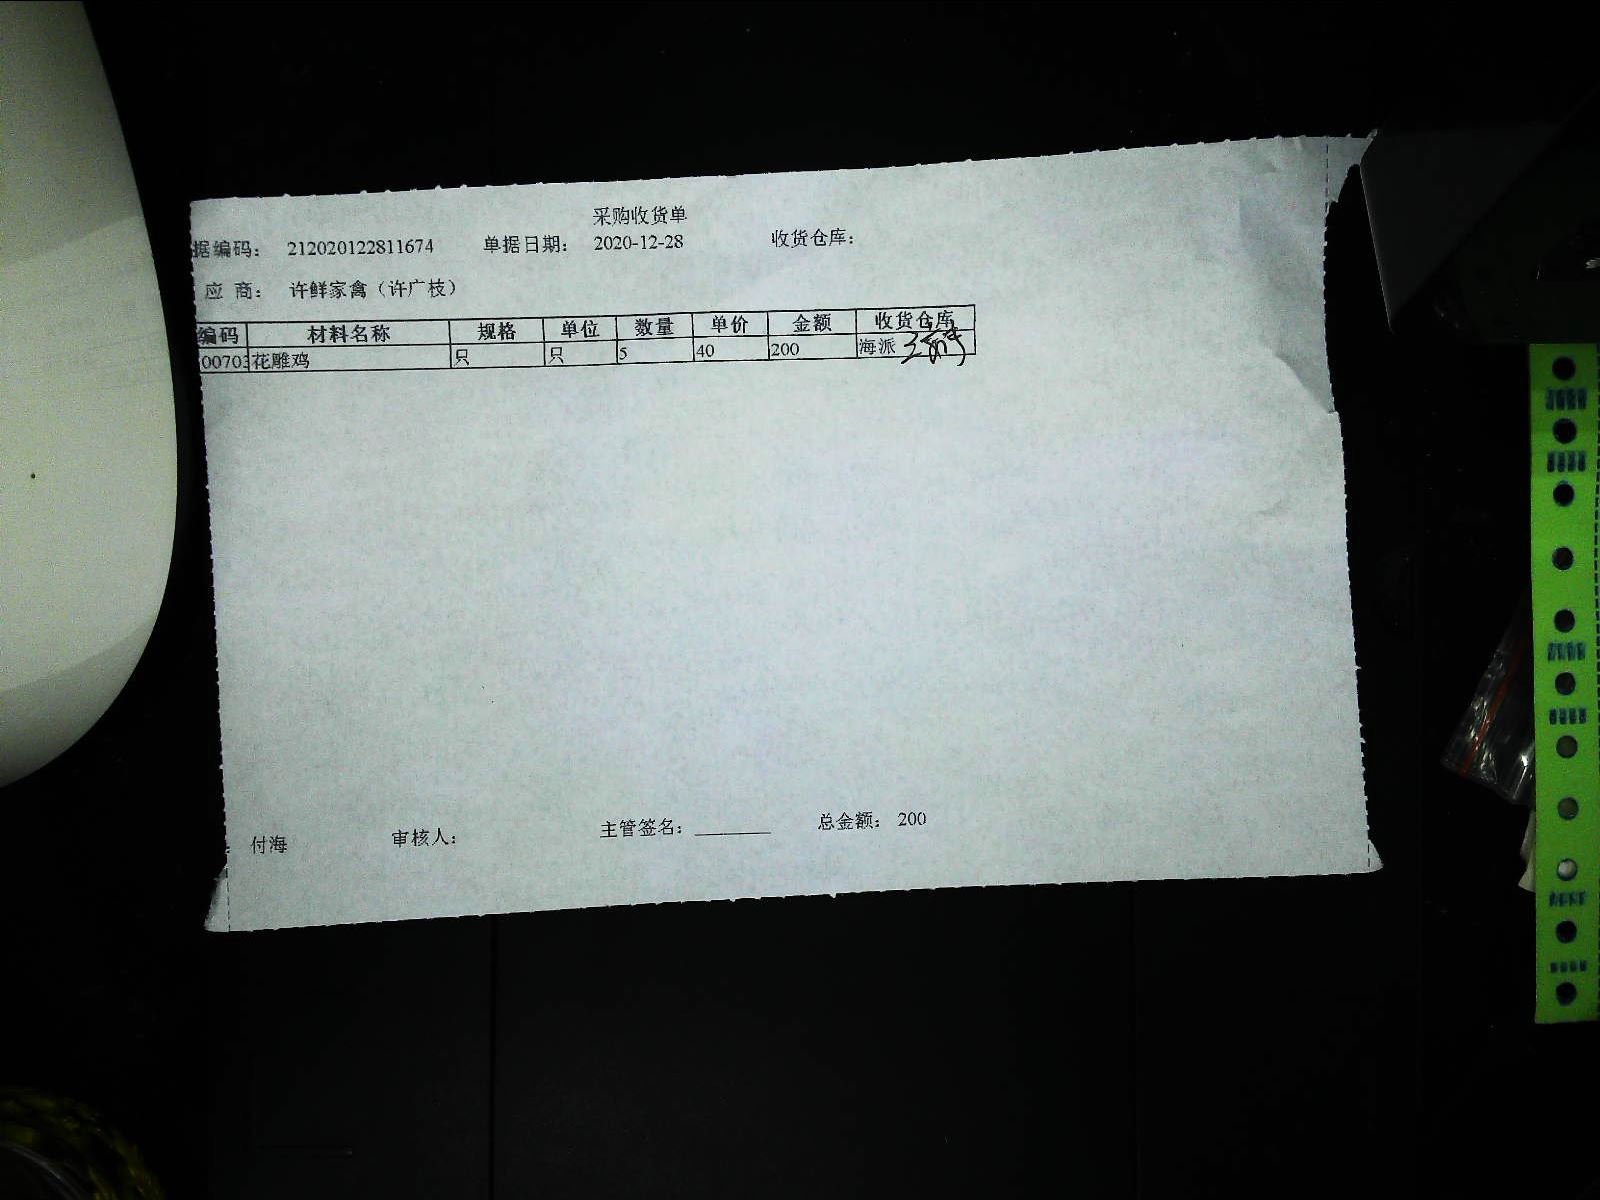 采购收货单
据编码： 212020122811674 单据日期： 2020-12-28 收货仓库：
应 商： 许鲜家禽（许广枝）
编码 材料名称 规格 单位 数量 单价 金额 收货仓库
00703 花雕鸡 只 只 5 40 200 海派
： 付海 审核人： 主管签名：________ 总金额： 200